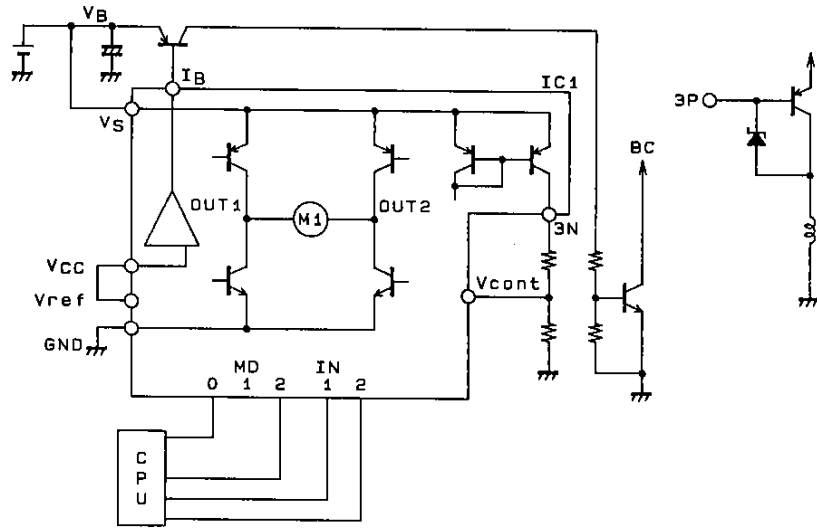 VB
IB
IC1
VS
3P
BC
OUT1
M1
OUT2
3N
VCC
Vref
Vcont
GND
MD
IN
0 1 2 1 2
CPU